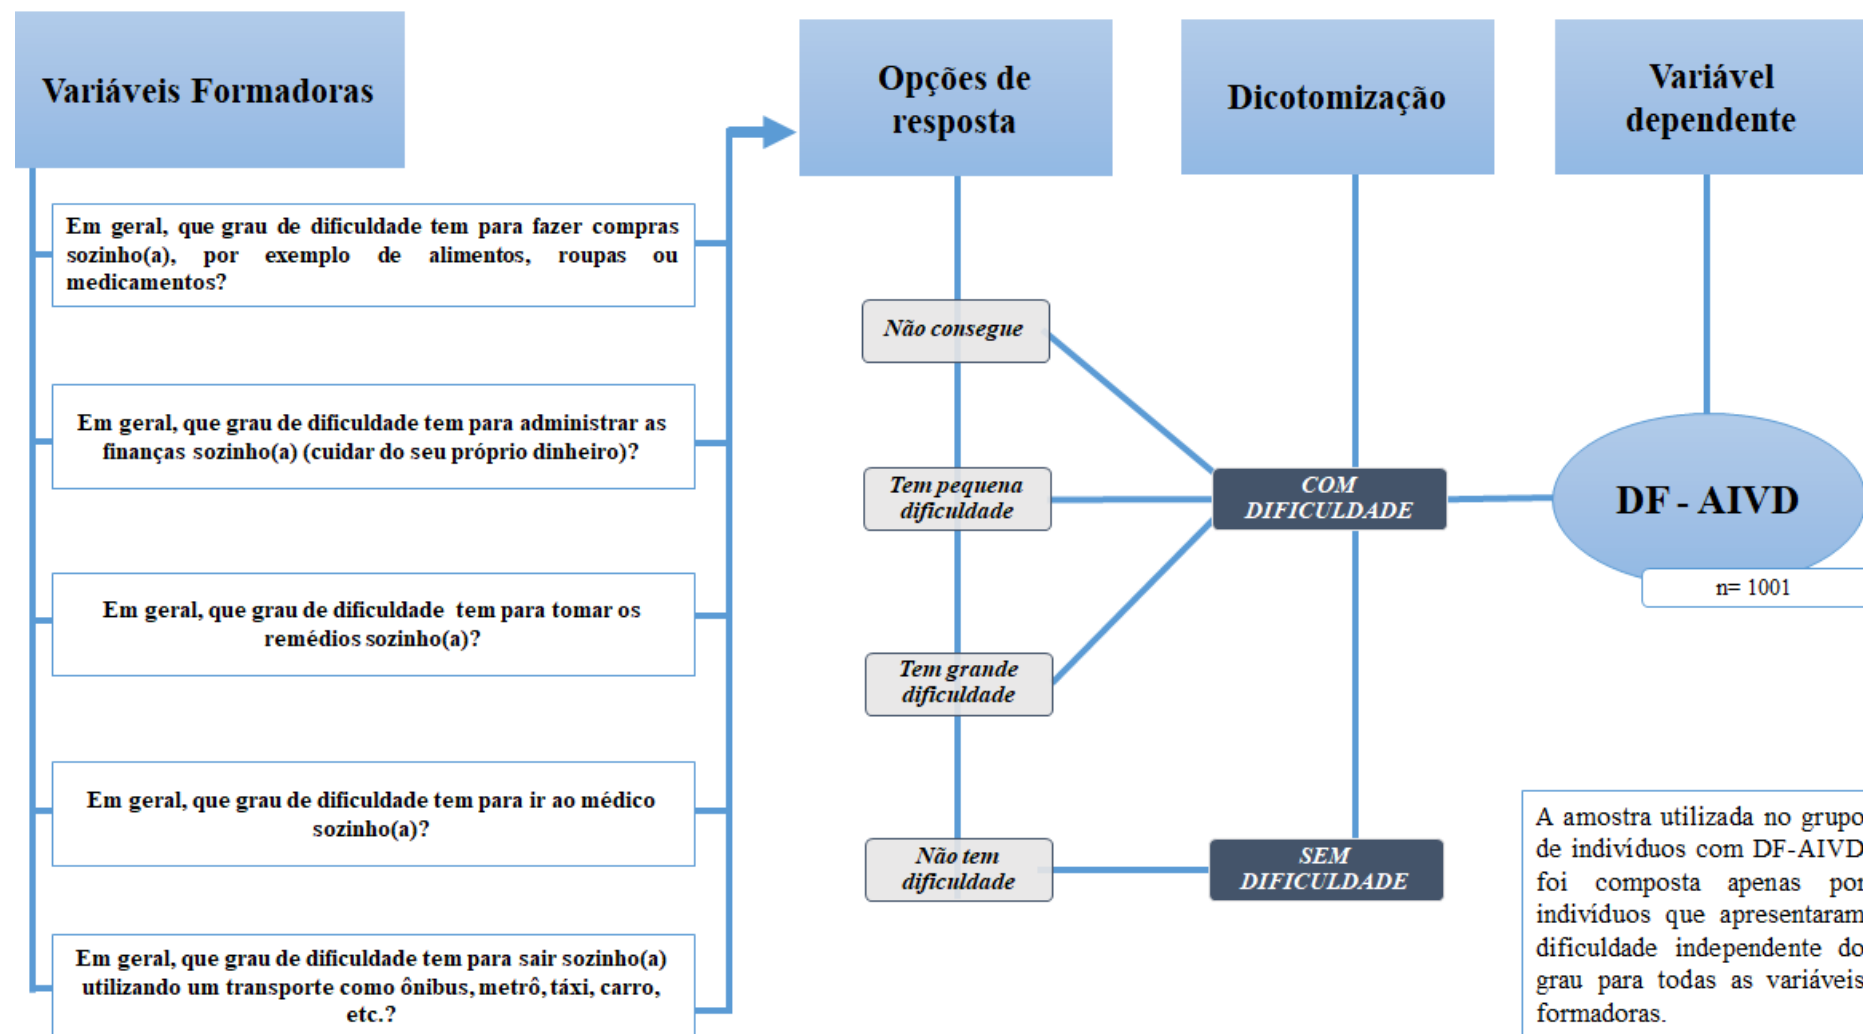 Variáveis Formadoras
Em geral, que grau de dificuldade tem para fazer compras
sozinho(a), por exemplo de alimentos, roupas ou
medicamentos?
Em geral, que grau de dificuldade tem para administrar as
finanças sozinho(a) (cuidar do seu próprio dinheiro)?
Em geral, que grau de dificuldade tem para tomar os
remédios sozinho(a)?
Em geral, que grau de dificuldade tem para ir ao médico
sozinho(a)?
Em geral, que grau de dificuldade tem para sair sozinho(a)
utilizando um transporte como ônibus, metrô, táxi, carro,
etc.?
Opções de
resposta
Não consegue
Tem pequena
dificuldade
Tem grande
dificuldade
Não tem
dificuldade
Dicotomização
COM
DIFICULDADE
SEM
DIFICULDADE
Variável
dependente
DF - AIVD
n= 1001
A amostra utilizada no grupo
de indivíduos com DF-AIVD
foi composta apenas por
indivíduos que apresentaram
dificuldade independente do
grau para todas as variáveis
formadoras.